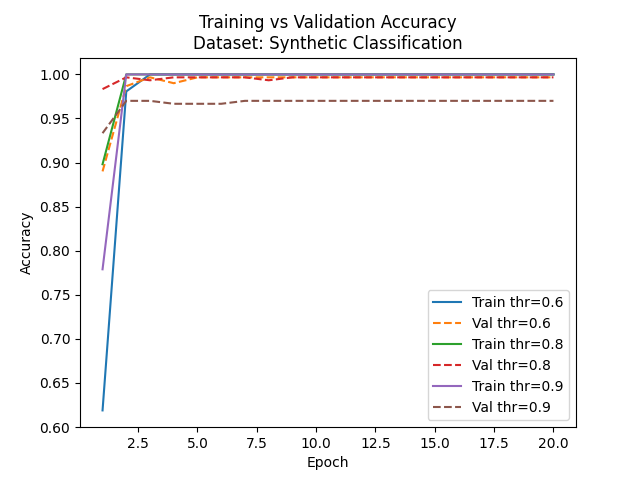 Training vs Validation Accuracy
Dataset: Synthetic Classification
Accuracy
1.00
0.95
0.90
0.85
0.80
0.75
0.70
0.65
0.60
Train thr=0.6
Val thr=0.6
Train thr=0.8
Val thr=0.8
Train thr=0.9
Val thr=0.9
2.5 5.0 7.5 10.0 12.5 15.0 17.5 20.0
Epoch